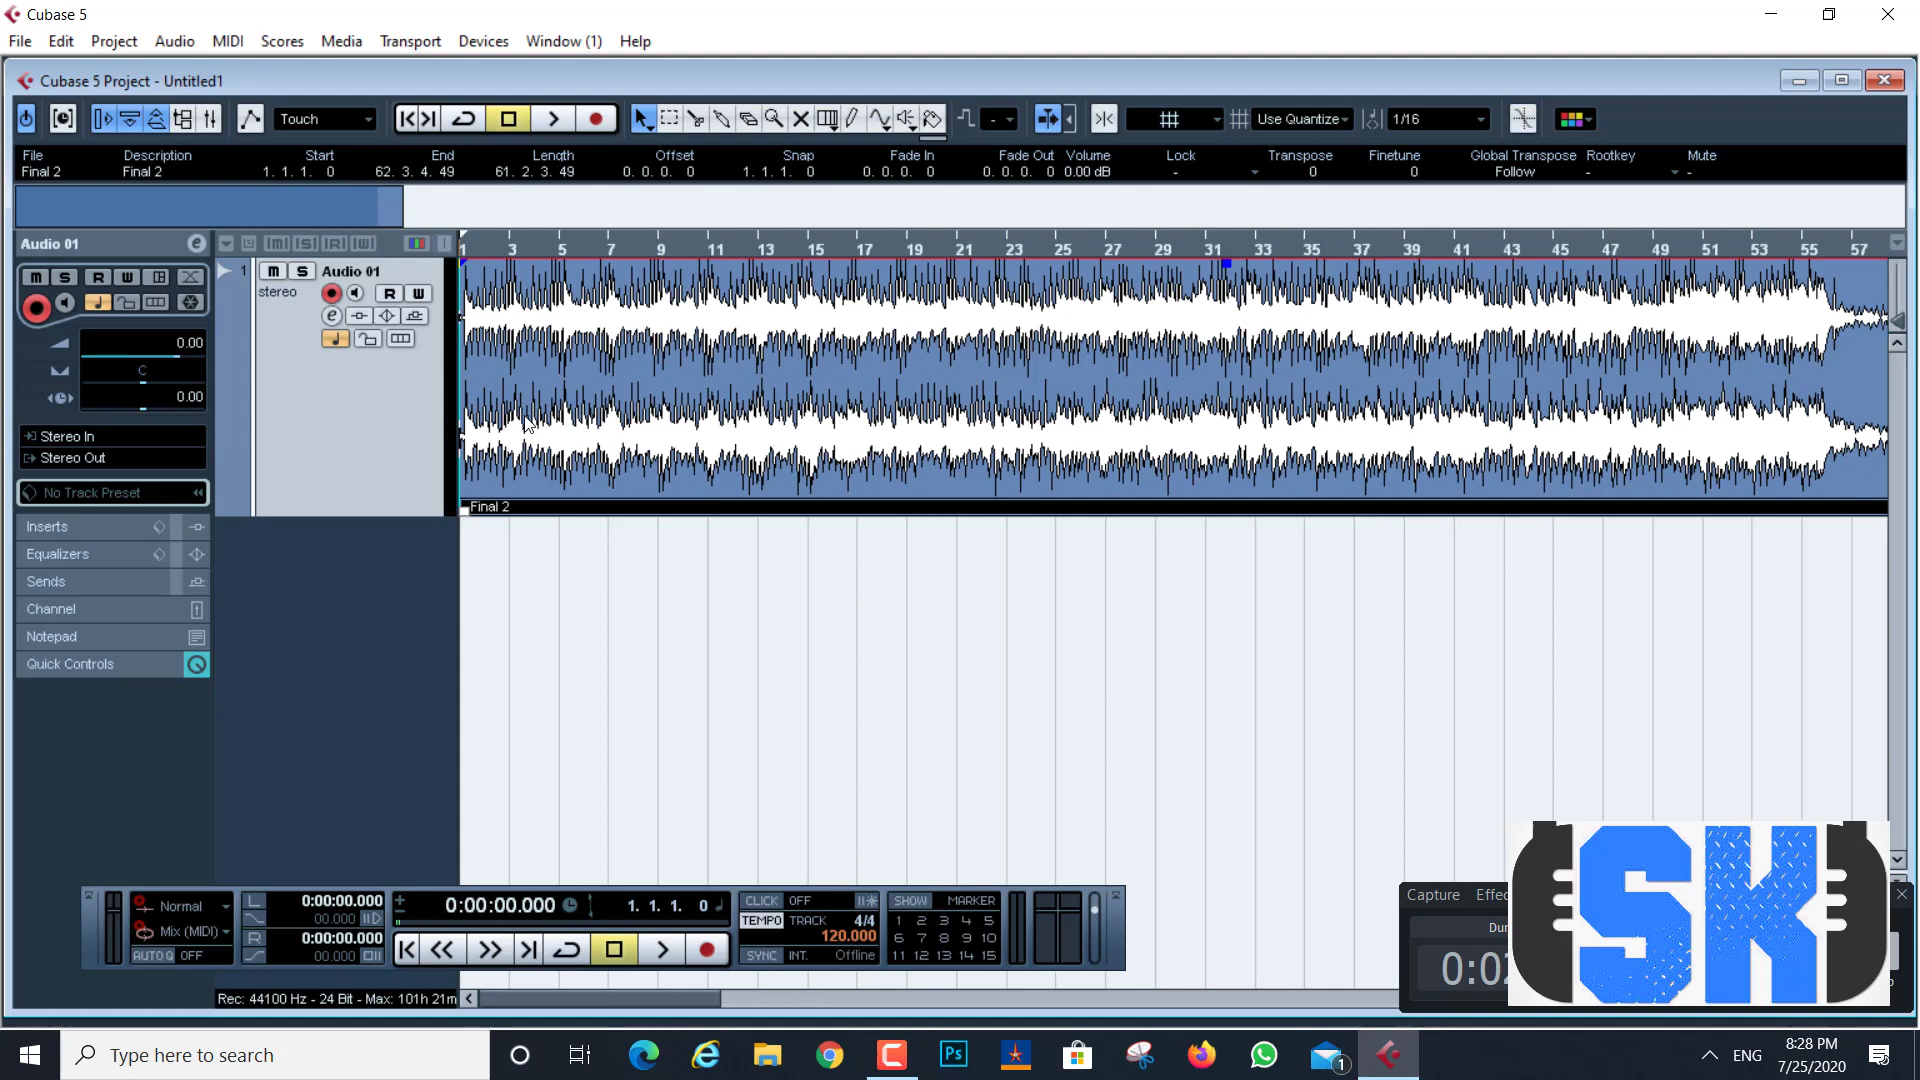 Cubase 5
File Edit Project Audio MIDI Scores Media Transport Devices Window (1) Help
Cubase 5 Project - Untitled1
Touch - Use Quantize 1/16
File Description Start End Length Offset Snap Fade In Fade Out Volume Lock Transpose Finetune Global Transpose Rootkey Mute
Final 2 Final 2 1. 1. 1. 0 62. 3. 4. 49 61. 2. 3. 49 0. 0. 0. 0 1. 1. 1. 0 0. 0. 0. 0 0. 0. 0. 0 0.00 dB - 0 0 Follow - -
Audio 01 e [M] [S] [R] [W] 1 3 5 7 9 11 13 15 17 19 21 23 25 27 29 31 33 35 37 39 41 43 45 47 49 51 53 55 57
M S R W
1 M S Audio 01
stereo R W
e
0.00
C
0.00
Stereo In
Stereo Out
No Track Preset
Final 2
Inserts
Equalizers
Sends
Channel
Notepad
Quick Controls
Normal
Mix (MIDI)
AUTO Q OFF
L 0:00:00.000
00.000
R 0:00:00.000
00.000
0:00:00.000 1. 1. 1. 0
CLICK OFF
TEMPO TRACK 4/4
120.000
SYNC INT. Offline
SHOW MARKER
1 2 3 4 5
6 7 8 9 10
11 12 13 14 15
Rec: 44100 Hz - 24 Bit - Max: 101h 21m
Capture Effec
Dur
0:02
SK
Type here to search
Ps
1
ENG
8:28 PM
7/25/2020